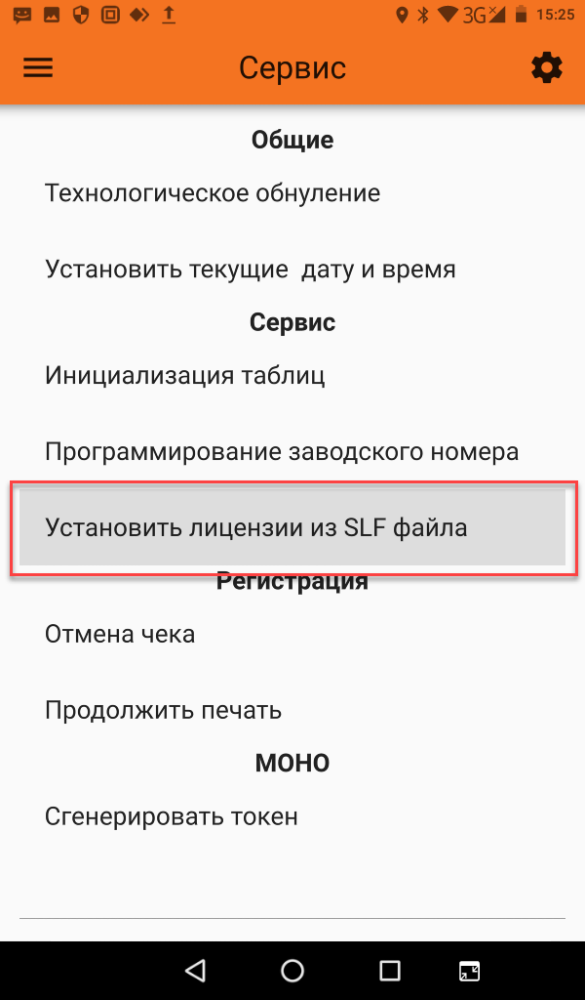 3G 15:25
Сервис
Общие
Технологическое обнуление
Установить текущие  дату и время
Сервис
Инициализация таблиц
Программирование заводского номера
Установить лицензии из SLF файла
Регистрация
Отмена чека
Продолжить печать
МОНО
Сгенерировать токен